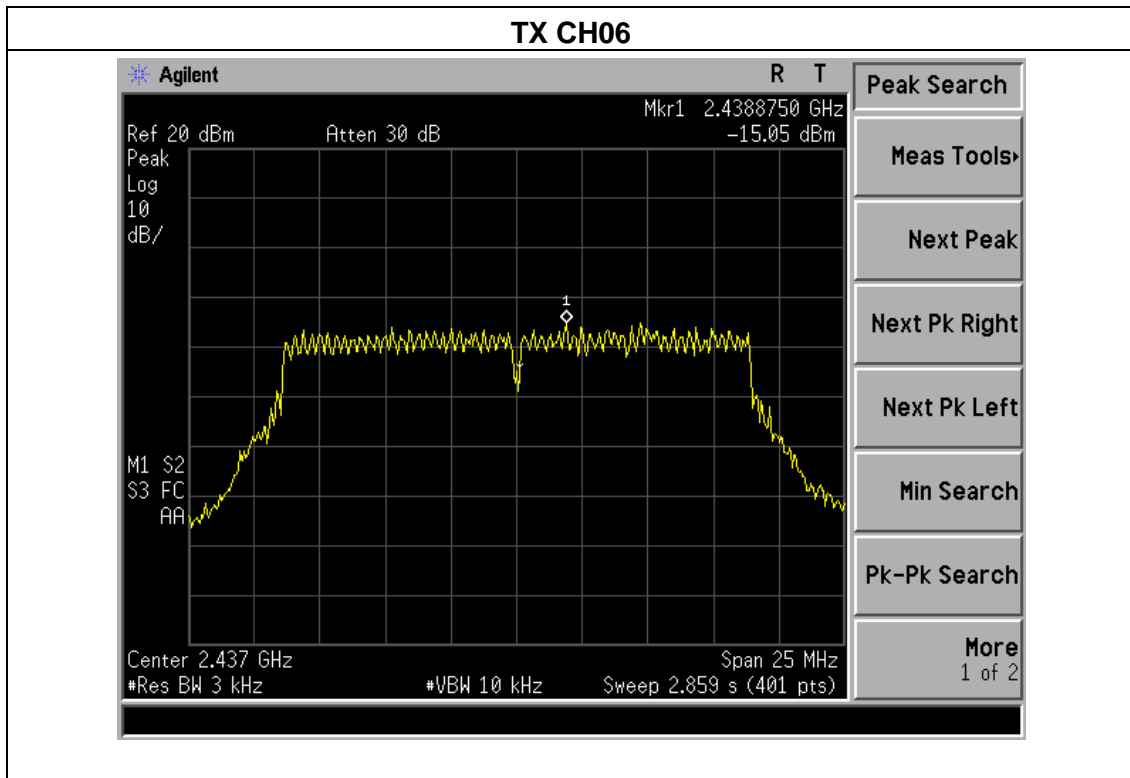 TX CH06
Agilent R T
Mkr1 2.4388750 GHz
Ref 20 dBm Atten 30 dB -15.05 dBm
Peak
Log
10
dB/
1
M1 S2
S3 FC
AA
Center 2.437 GHz Span 25 MHz
#Res BW 3 kHz #VBW 10 kHz Sweep 2.859 s (401 pts)
Peak Search
Meas Tools
Next Peak
Next Pk Right
Next Pk Left
Min Search
Pk-Pk Search
More
1 of 2